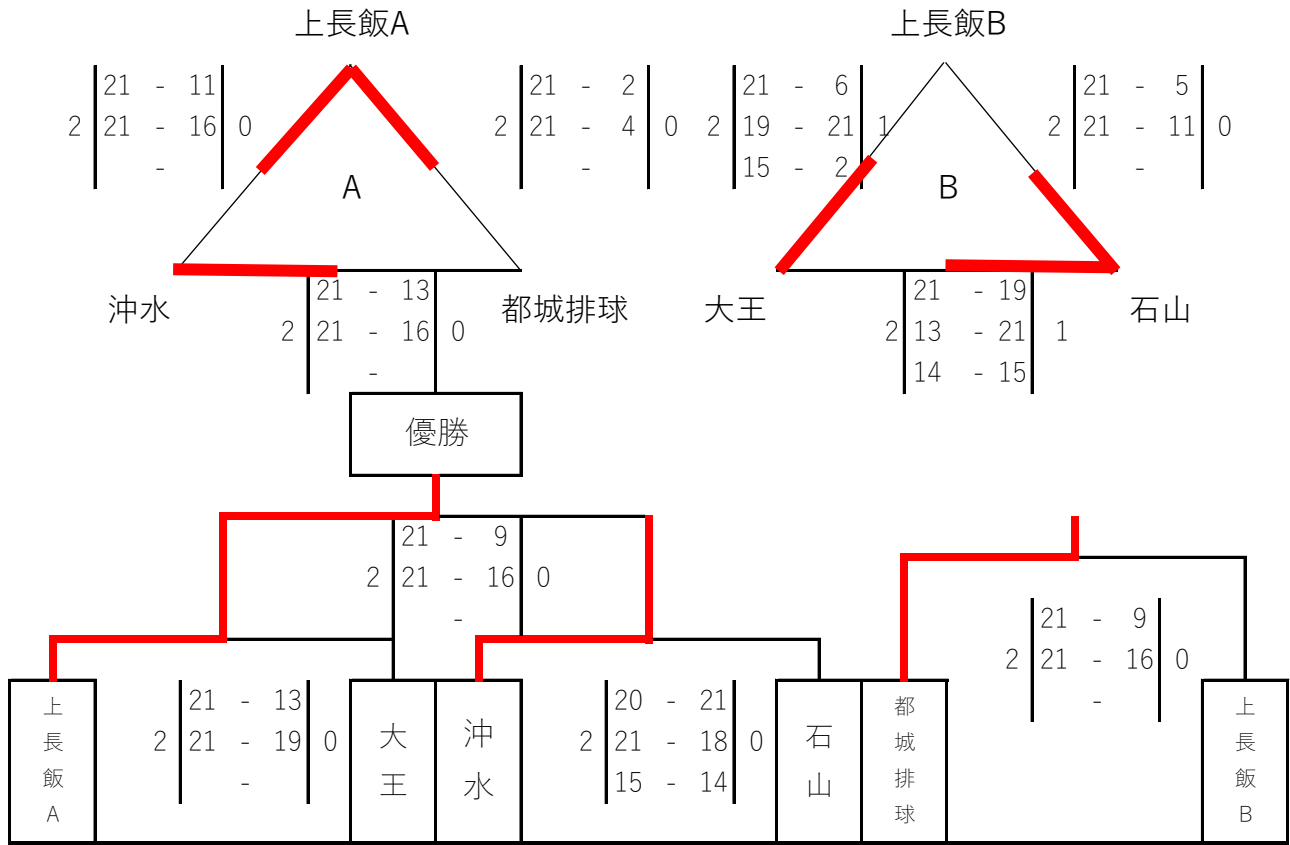 上長飯A
上長飯B
21 - 11
2 21 - 16 0
-
21 - 2
2 21 - 4 0
-
21 - 6
2 19 - 21 1
15 - 2
21 - 5
2 21 - 11 0
-
A
B
沖水
都城排球
大王
石山
21 - 13
2 21 - 16 0
-
21 - 19
2 13 - 21 1
14 - 15
優勝
21 - 9
2 21 - 16 0
-
21 - 9
2 21 - 16 0
-
上長飯A
21 - 13
2 21 - 19 0
-
大王
沖水
20 - 21
2 21 - 18 0
15 - 14
石山
都城排球
上長飯B